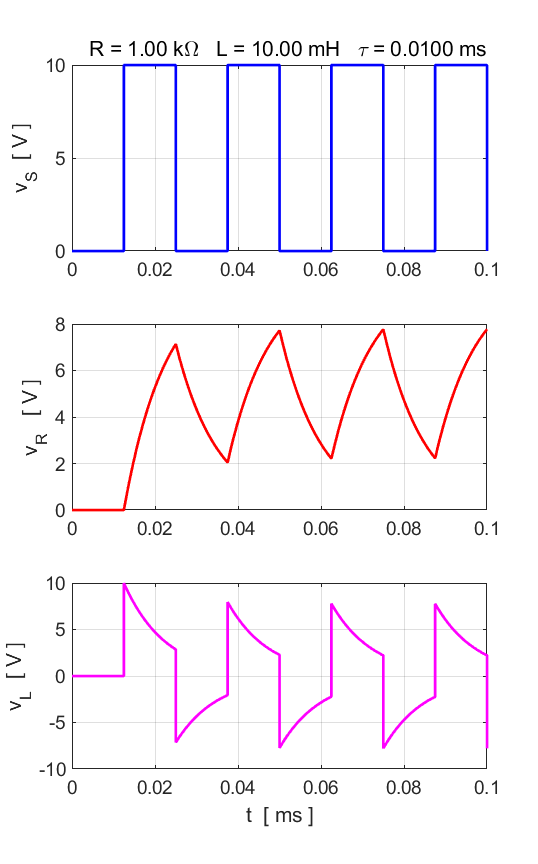 R = 1.00 kΩ   L = 10.00 mH   τ = 0.0100 ms
10
5
0
v_S [ V ]
0 0.02 0.04 0.06 0.08 0.1
8
6
4
2
0
v_R [ V ]
0 0.02 0.04 0.06 0.08 0.1
10
5
0
-5
-10
v_L [ V ]
0 0.02 0.04 0.06 0.08 0.1
t [ ms ]